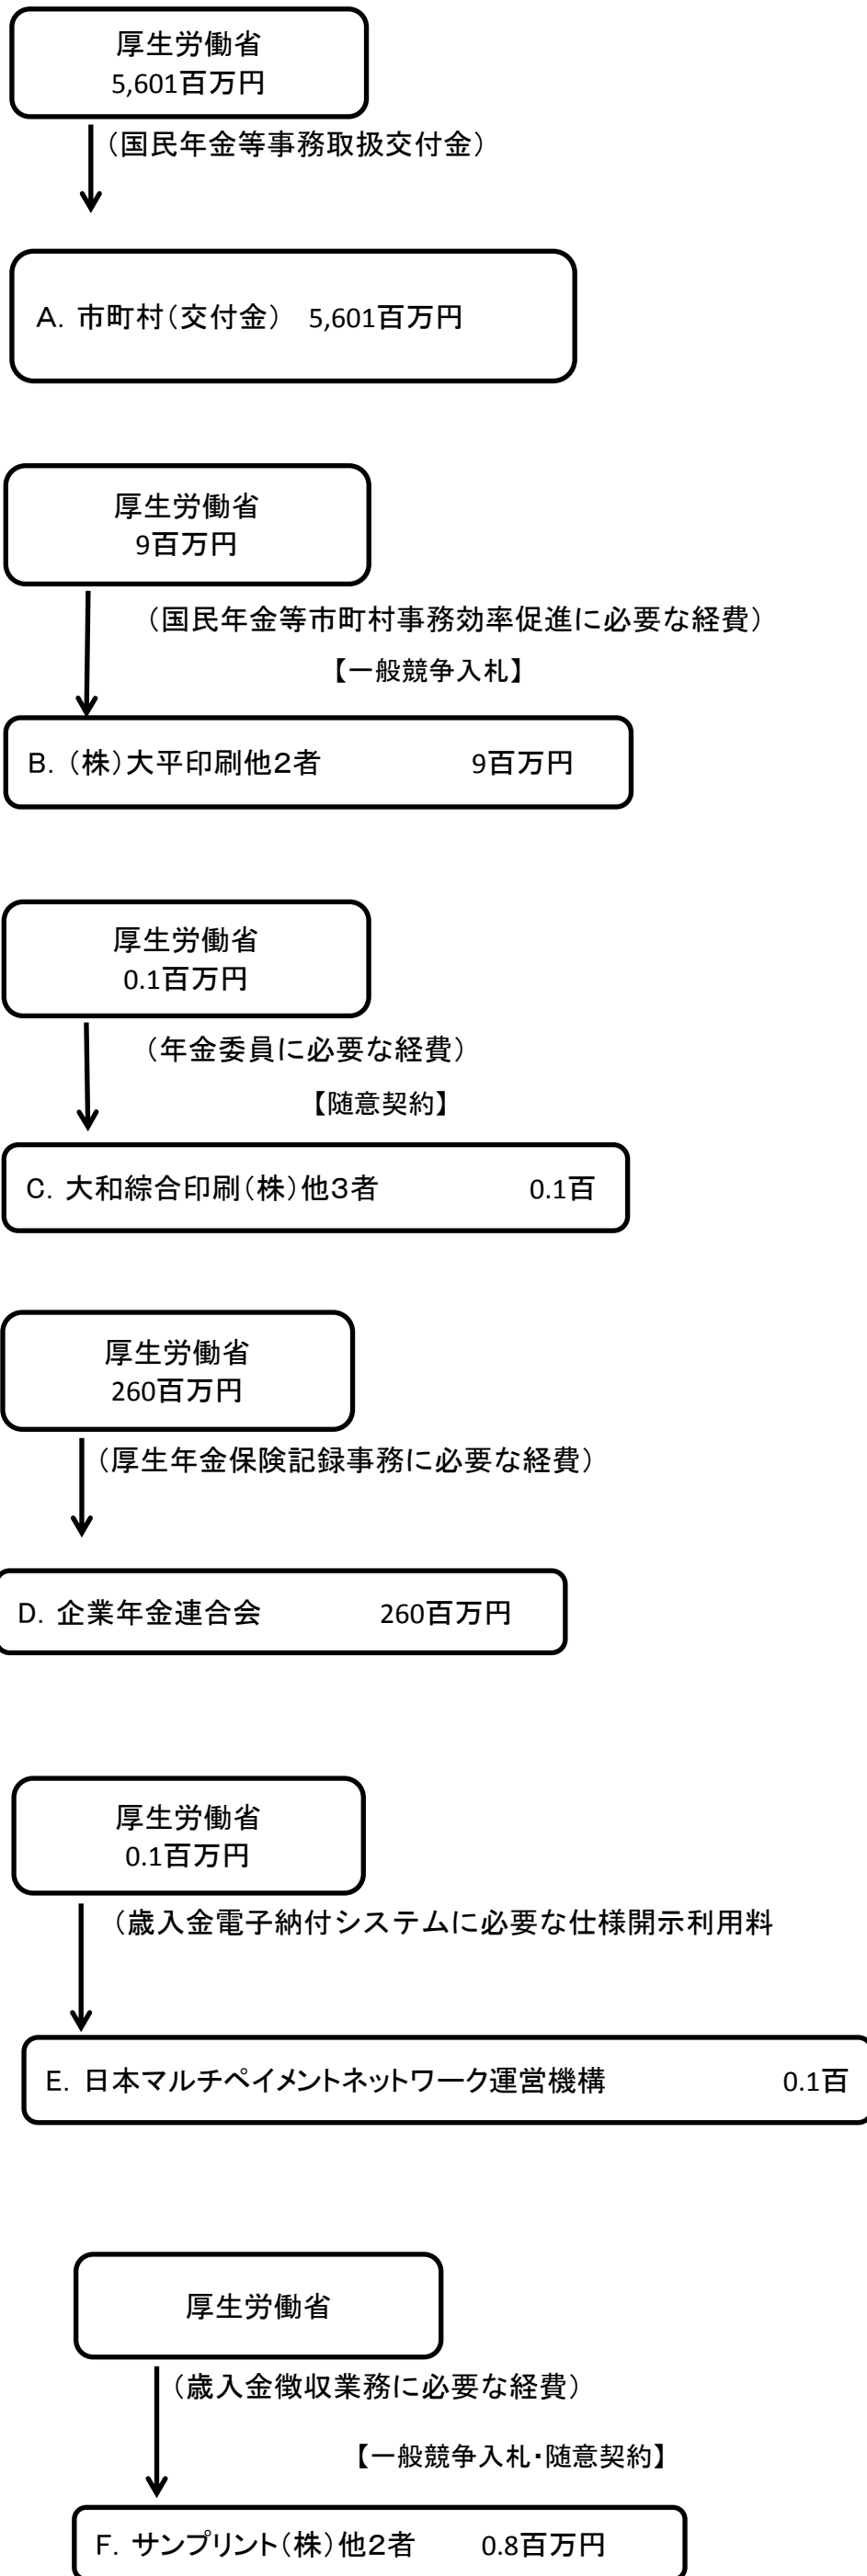 厚生労働省
5,601百万円
（国民年金等事務取扱交付金）
A．市町村（交付金）　5,601百万円
厚生労働省
9百万円
（国民年金等市町村事務効率促進に必要な経費）
【一般競争入札】
B．（株）大平印刷他2者　9百万円
厚生労働省
0.1百万円
（年金委員に必要な経費）
【随意契約】
C．大和綜合印刷（株）他3者　0.1百
厚生労働省
260百万円
（厚生年金保険記録事務に必要な経費）
D．企業年金連合会　260百万円
厚生労働省
0.1百万円
（歳入金電子納付システムに必要な仕様開示利用料
E．日本マルチペイメントネットワーク運営機構　0.1百
厚生労働省
（歳入金徴収業務に必要な経費）
【一般競争入札・随意契約】
F．サンプリント（株）他2者　0.8百万円